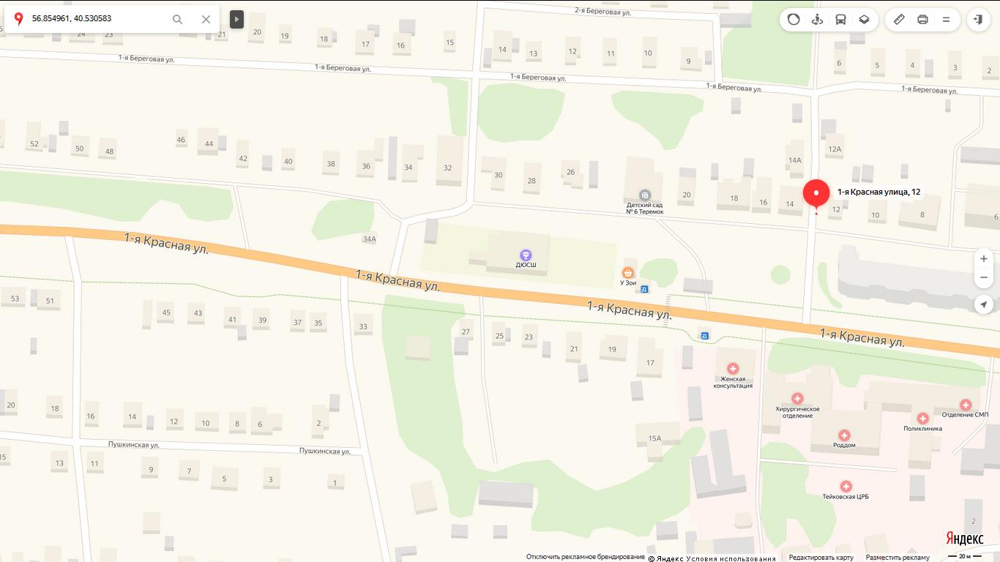 56.854961, 40.530583
2-я Береговая ул.
24
23
21
20
19
18
17
16
15
14
13
12
11
10
9
6
5
4
3
2
1-я Береговая ул.
1-я Береговая ул.
1-я Береговая ул.
1-я Береговая ул.
1-я Береговая ул.
52
50
48
46
44
42
40
38
36
34
32
30
28
26
Детский сад
№ 6 Теремок
20
18
16
14
14А
12А
1-я Красная улица, 12
12
10
8
6
34А
1-я Красная ул.
1-я Красная ул.
1-я Красная ул.
1-я Красная ул.
ДЮСШ
У Зои
53
51
45
43
41
39
37
35
33
27
25
23
21
19
17
Женская
консультация
Хирургическое
отделение
Отделение СМП
Поликлиника
Роддом
Тейковская ЦРБ
15А
20
18
16
14
12
10
8
6
2
Пушкинская ул.
Пушкинская ул.
15
13
11
9
7
5
3
1
2
Яндекс
Отключить рекламное брендирование
© Яндекс Условия использования
Редактировать карту
Разместить рекламу
20 м